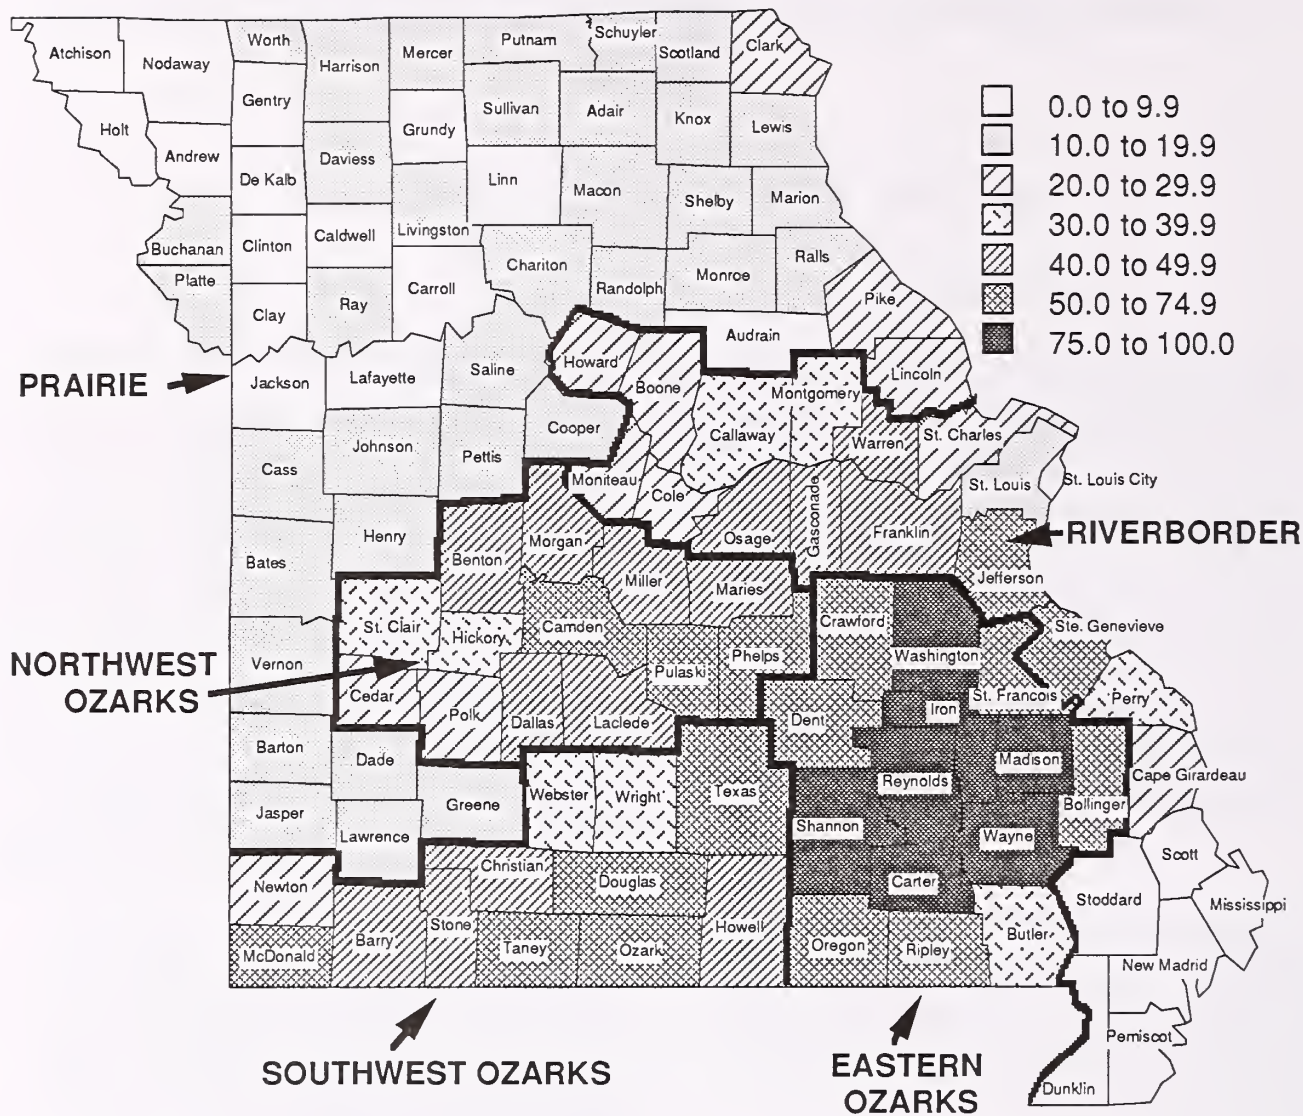 Atchison
Nodaway
Worth
Harrison
Mercer
Putnam
Schuyler
Scotland
Clark
Gentry
Sullivan
Adair
Knox
Lewis
Holt
Grundy
Andrew
Daviess
De Kalb
Linn
Macon
Shelby
Marion
Buchanan
Clinton
Caldwell
Livingston
Chariton
Monroe
Ralls
Platte
Clay
Ray
Carroll
Randolph
Pike
Audrain
0.0 to 9.9
10.0 to 19.9
20.0 to 29.9
30.0 to 39.9
40.0 to 49.9
50.0 to 74.9
75.0 to 100.0
PRAIRIE
Jackson
Lafayette
Saline
Howard
Boone
Montgomery
Lincoln
Cooper
Callaway
Warren
St. Charles
Johnson
Pettis
Cass
Moniteau
Cole
Gasconade
St. Louis
St. Louis City
Henry
Morgan
Osage
Franklin
RIVERBORDER
Bates
Benton
Miller
Maries
Jefferson
St. Clair
Hickory
Camden
Crawford
Ste. Genevieve
NORTHWEST
OZARKS
Vernon
Cedar
Polk
Dallas
Laclede
Pulaski
Phelps
Washington
St. Francois
Perry
Iron
Dent
Barton
Dade
Reynolds
Madison
Cape Girardeau
Jasper
Lawrence
Greene
Webster
Wright
Texas
Shannon
Wayne
Bollinger
Scott
Newton
Christian
Douglas
Carter
Stoddard
Mississippi
McDonald
Barry
Stone
Taney
Ozark
Howell
Oregon
Ripley
Butler
New Madrid
Pemiscot
Dunklin
SOUTHWEST OZARKS
EASTERN
OZARKS